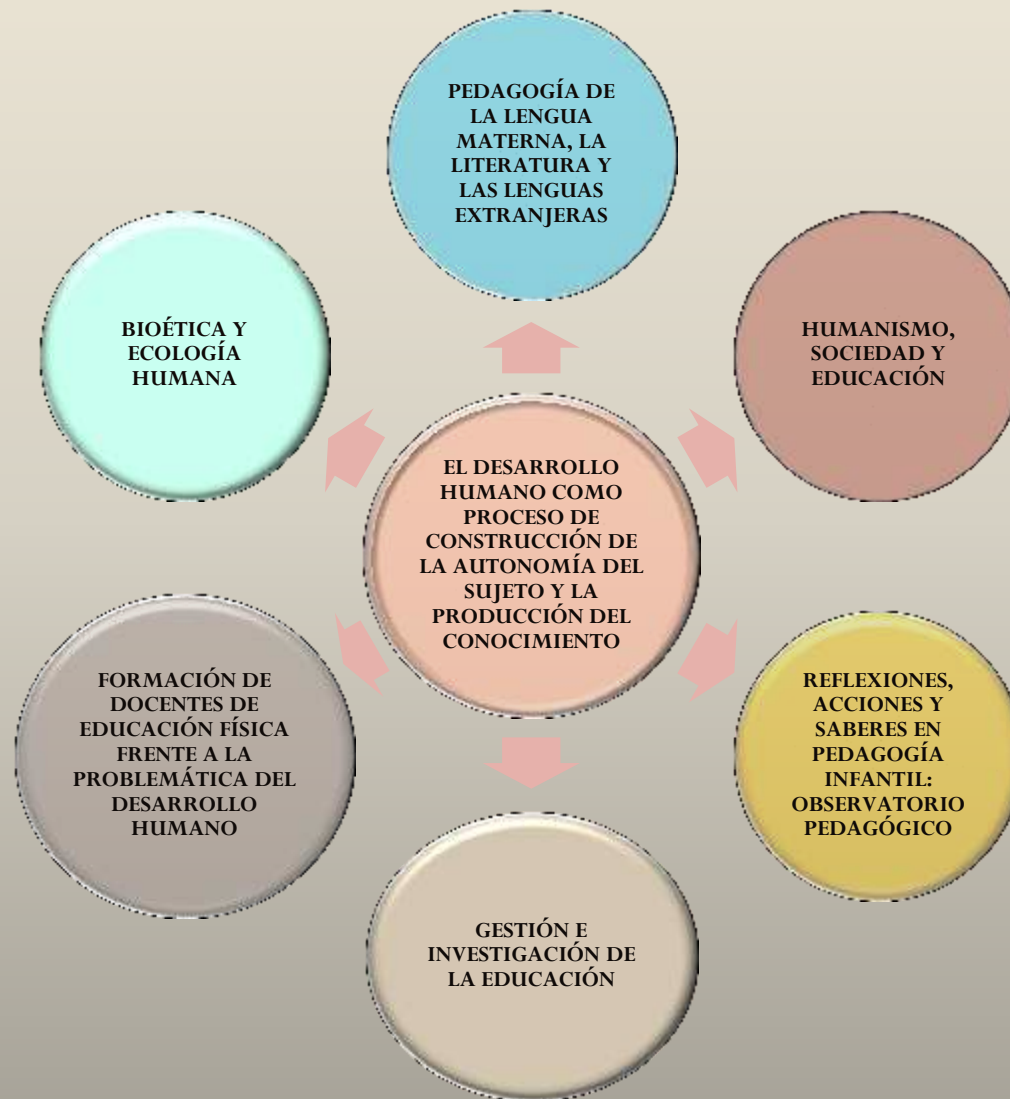 PEDAGOGÍA DE
LA LENGUA
MATERNA, LA
LITERATURA Y
LAS LENGUAS
EXTRANJERAS
BIOÉTICA Y
ECOLOGÍA
HUMANA
HUMANISMO,
SOCIEDAD Y
EDUCACIÓN
EL DESARROLLO
HUMANO COMO
PROCESO DE
CONSTRUCCIÓN DE
LA AUTONOMÍA DEL
SUJETO Y LA
PRODUCCIÓN DEL
CONOCIMIENTO
FORMACIÓN DE
DOCENTES DE
EDUCACIÓN FÍSICA
FRENTE A LA
PROBLEMÁTICA DEL
DESARROLLO
HUMANO
REFLEXIONES,
ACCIONES Y
SABERES EN
PEDAGOGÍA
INFANTIL:
OBSERVATORIO
PEDAGÓGICO
GESTIÓN E
INVESTIGACIÓN DE
LA EDUCACIÓN